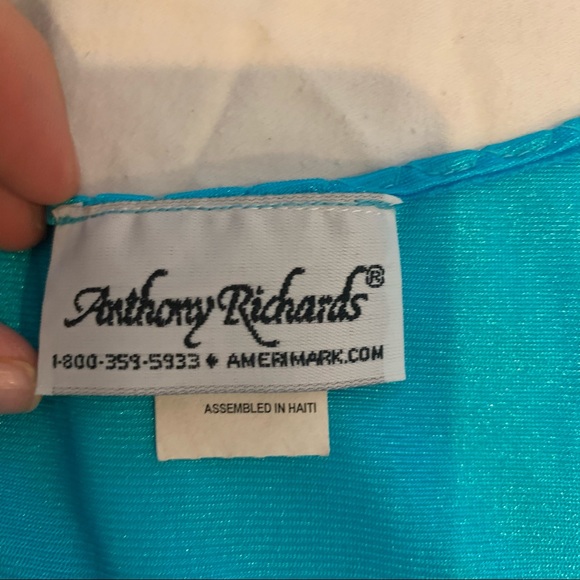 Anthony Richards®
1-800-359-5933 ♦ AMERIMARK.COM
ASSEMBLED IN HAITI